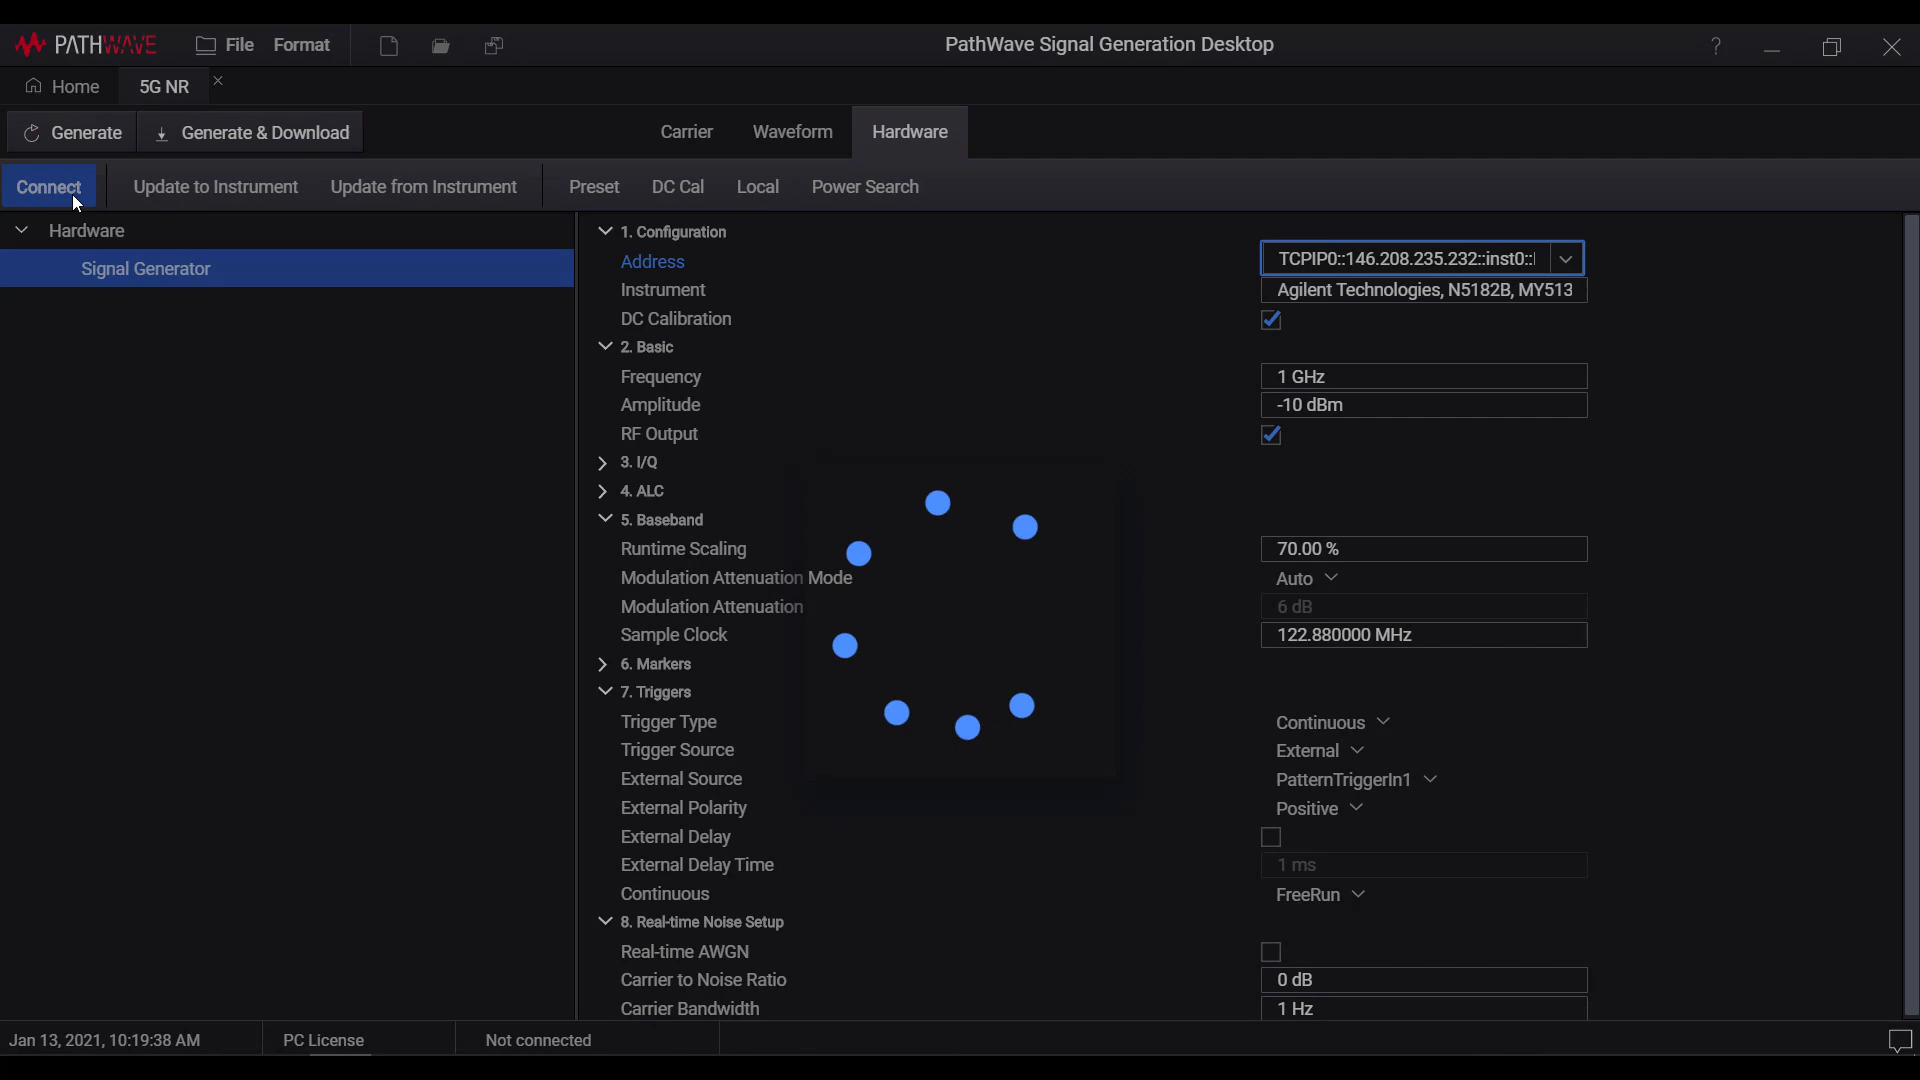 PATHWAVE File Format PathWave Signal Generation Desktop ?
Home 5G NR
Generate Generate & Download Carrier Waveform Hardware
Connect Update to Instrument Update from Instrument Preset DC Cal Local Power Search
Hardware
Signal Generator
1. Configuration
Address TCPIP0::146.208.235.232::inst0::
Instrument Agilent Technologies, N5182B, MY513
DC Calibration
2. Basic
Frequency 1 GHz
Amplitude -10 dBm
RF Output
3. I/Q
4. ALC
5. Baseband
Runtime Scaling 70.00 %
Modulation Attenuation Mode Auto
Modulation Attenuation 6 dB
Sample Clock 122.880000 MHz
6. Markers
7. Triggers
Trigger Type Continuous
Trigger Source External
External Source PatternTriggerIn1
External Polarity Positive
External Delay
External Delay Time 1 ms
Continuous FreeRun
8. Real-time Noise Setup
Real-time AWGN
Carrier to Noise Ratio 0 dB
Carrier Bandwidth 1 Hz
Jan 13, 2021, 10:19:38 AM PC License Not connected